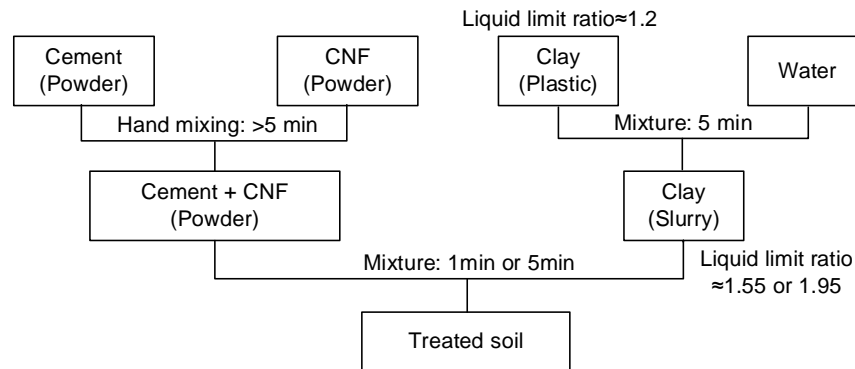 Liquid limit ratio≈1.2
Cement
(Powder)
CNF
(Powder)
Clay
(Plastic)
Water
Hand mixing: >5 min
Mixture: 5 min
Cement + CNF
(Powder)
Clay
(Slurry)
Mixture: 1min or 5min
Liquid limit ratio
≈1.55 or 1.95
Treated soil